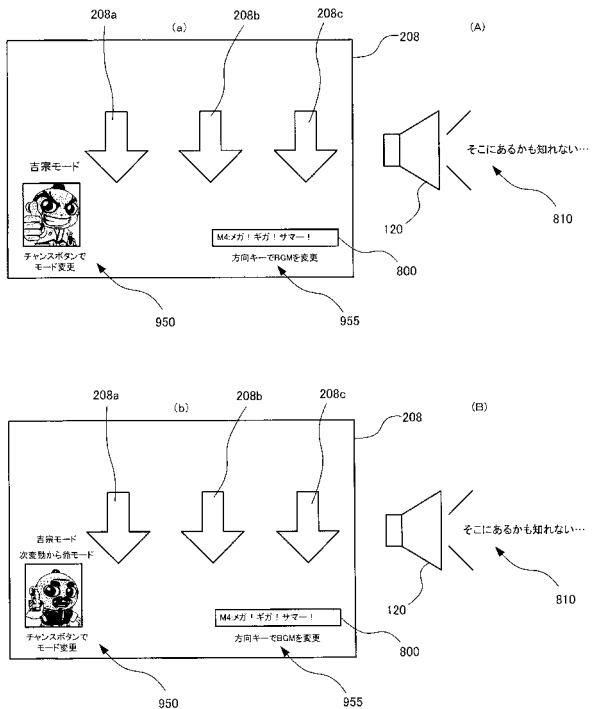 208a
(a)
208b
208c
208
(A)
吉宗モード
チャンスボタンで
モード変更
M4:メガ！ギガ！サマー！
方向キーでBGMを変更
そこにあるかも知れない…
120
810
800
950
955
208a
(b)
208b
208c
208
(B)
吉宗モード
次変動から爺モード
チャンスボタンで
モード変更
M4:メガ！ギガ！サマー！
方向キーでBGMを変更
そこにあるかも知れない…
120
810
800
950
955